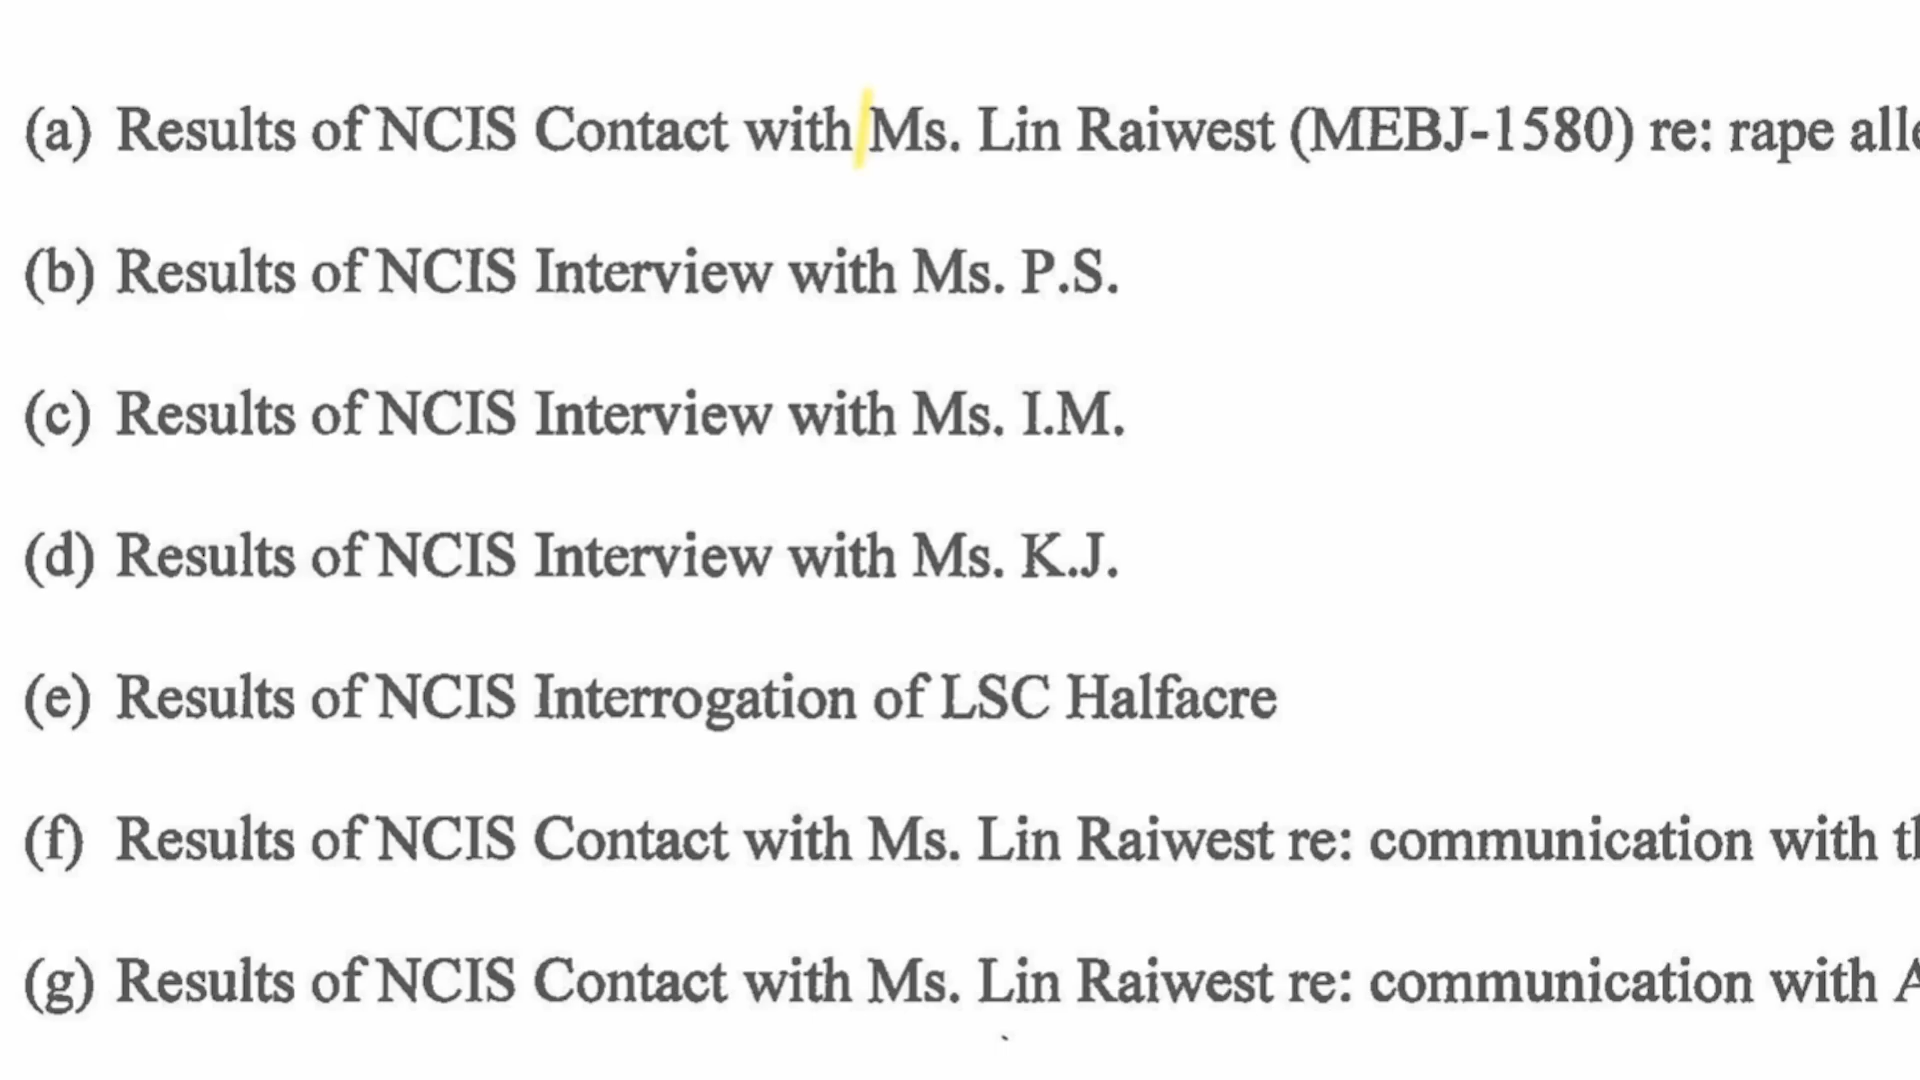 (a) Results of NCIS Contact with Ms. Lin Raiwest (MEBJ-1580) re: rape
(b) Results of NCIS Interview with Ms. P.S.
(c) Results of NCIS Interview with Ms. I.M.
(d) Results of NCIS Interview with Ms. K.J.
(e) Results of NCIS Interrogation of LSC Halfacre
(f) Results of NCIS Contact with Ms. Lin Raiwest re: communication with
(g) Results of NCIS Contact with Ms. Lin Raiwest re: communication with